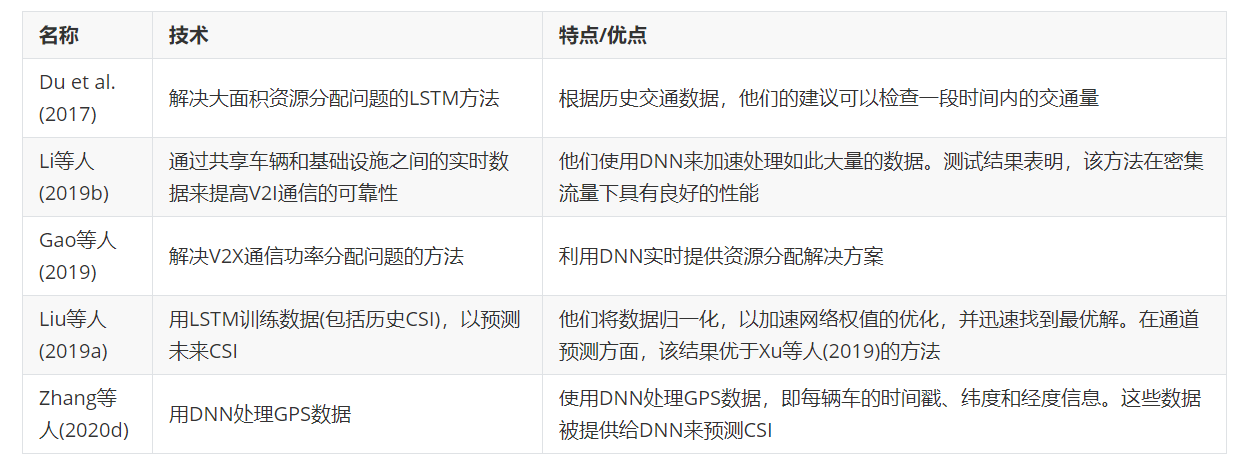 名称 技术 特点/优点
Du et al.
(2017)
解决大面积资源分配问题的LSTM方法
根据历史交通数据，他们的建议可以检查一段时间内的交通量
Li等人
(2019b)
通过共享车辆和基础设施之间的实时数
据来提高V2I通信的可靠性
他们使用DNN来加速处理如此大量的数据。测试结果表明，该方法在密集
流量下具有良好的性能
Gao等人
(2019)
解决V2X通信功率分配问题的方法
利用DNN实时提供资源分配解决方案
Liu等人
(2019a)
用LSTM训练数据(包括历史CSI)，以预测
未来CSI
他们将数据归一化，以加速网络权值的优化，并迅速找到最优解。在通道
预测方面，该结果优于Xu等人(2019)的方法
Zhang等
人(2020d)
用DNN处理GPS数据
使用DNN处理GPS数据，即每辆车的时间戳、纬度和经度信息。这些数据
被提供给DNN来预测CSI